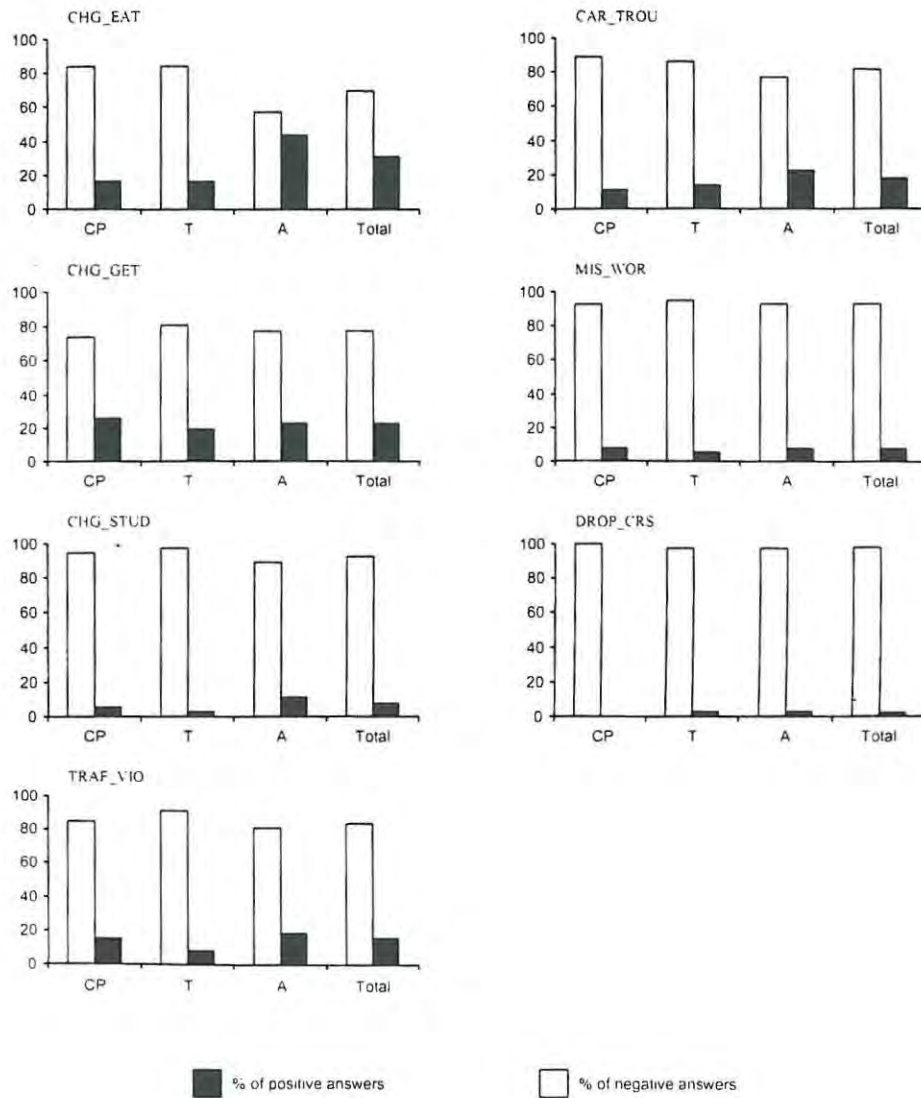 CHG_EAT
100
80
60
40
20
0
CP T A Total
CAR_TROU
100
80
60
40
20
0
CP T A Total
CHG_GET
100
80
60
40
20
0
CP T A Total
MIS_WOR
100
80
60
40
20
0
CP T A Total
CHG_STUD
100
80
60
40
20
0
CP T A Total
DROP_CRS
100
80
60
40
20
0
CP T A Total
TRAF_VIO
100
80
60
40
20
0
CP T A Total
% of positive answers
% of negative answers